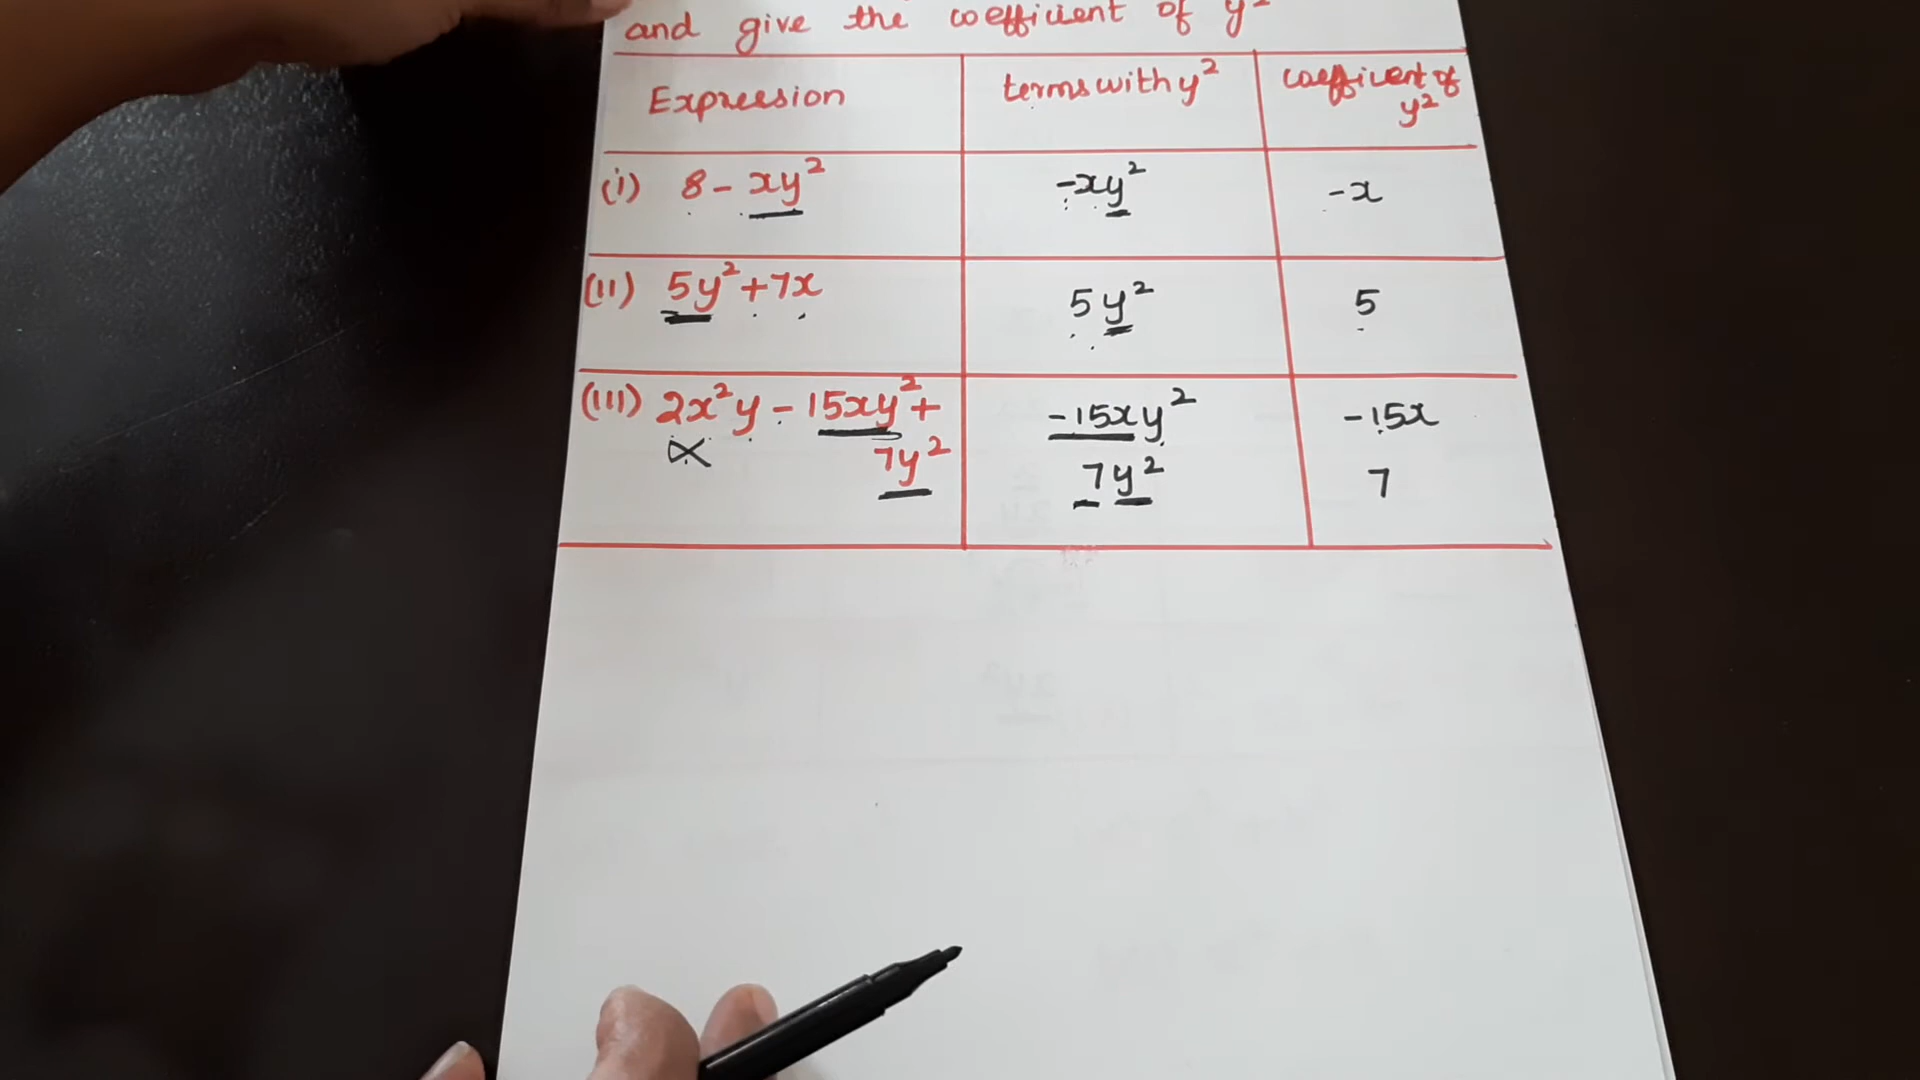 and give the coefficient of y²
Expression terms with y² coefficient of y²
(i) 8 - xy² -xy² -x
(ii) 5y² + 7x 5y² 5
(iii) 2x²y - 15xy² + -15xy² -15x
7y² 7y² 7